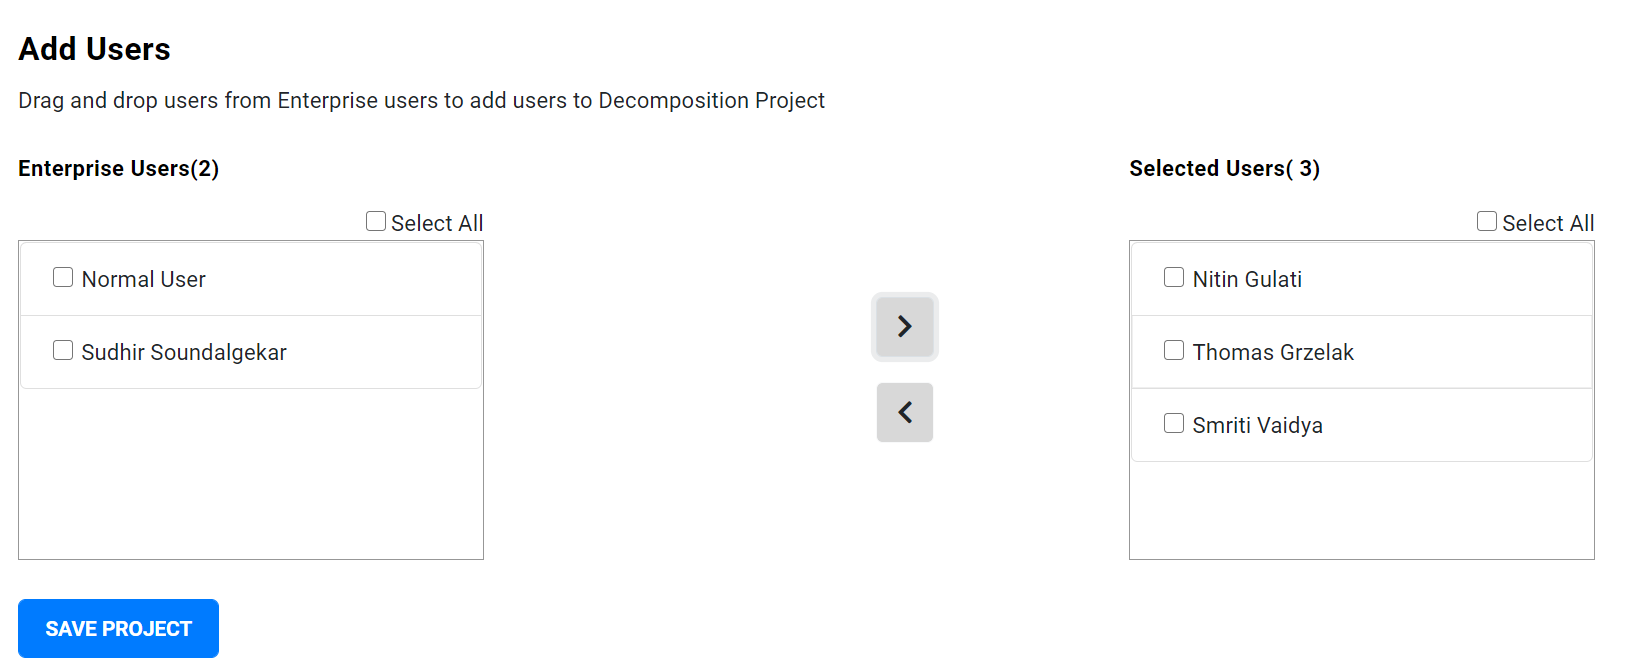 Add Users
Drag and drop users from Enterprise users to add users to Decomposition Project
Enterprise Users(2)
Select All
Normal User
Sudhir Soundalgekar
Selected Users( 3)
Select All
Nitin Gulati
Thomas Grzelak
Smriti Vaidya
SAVE PROJECT